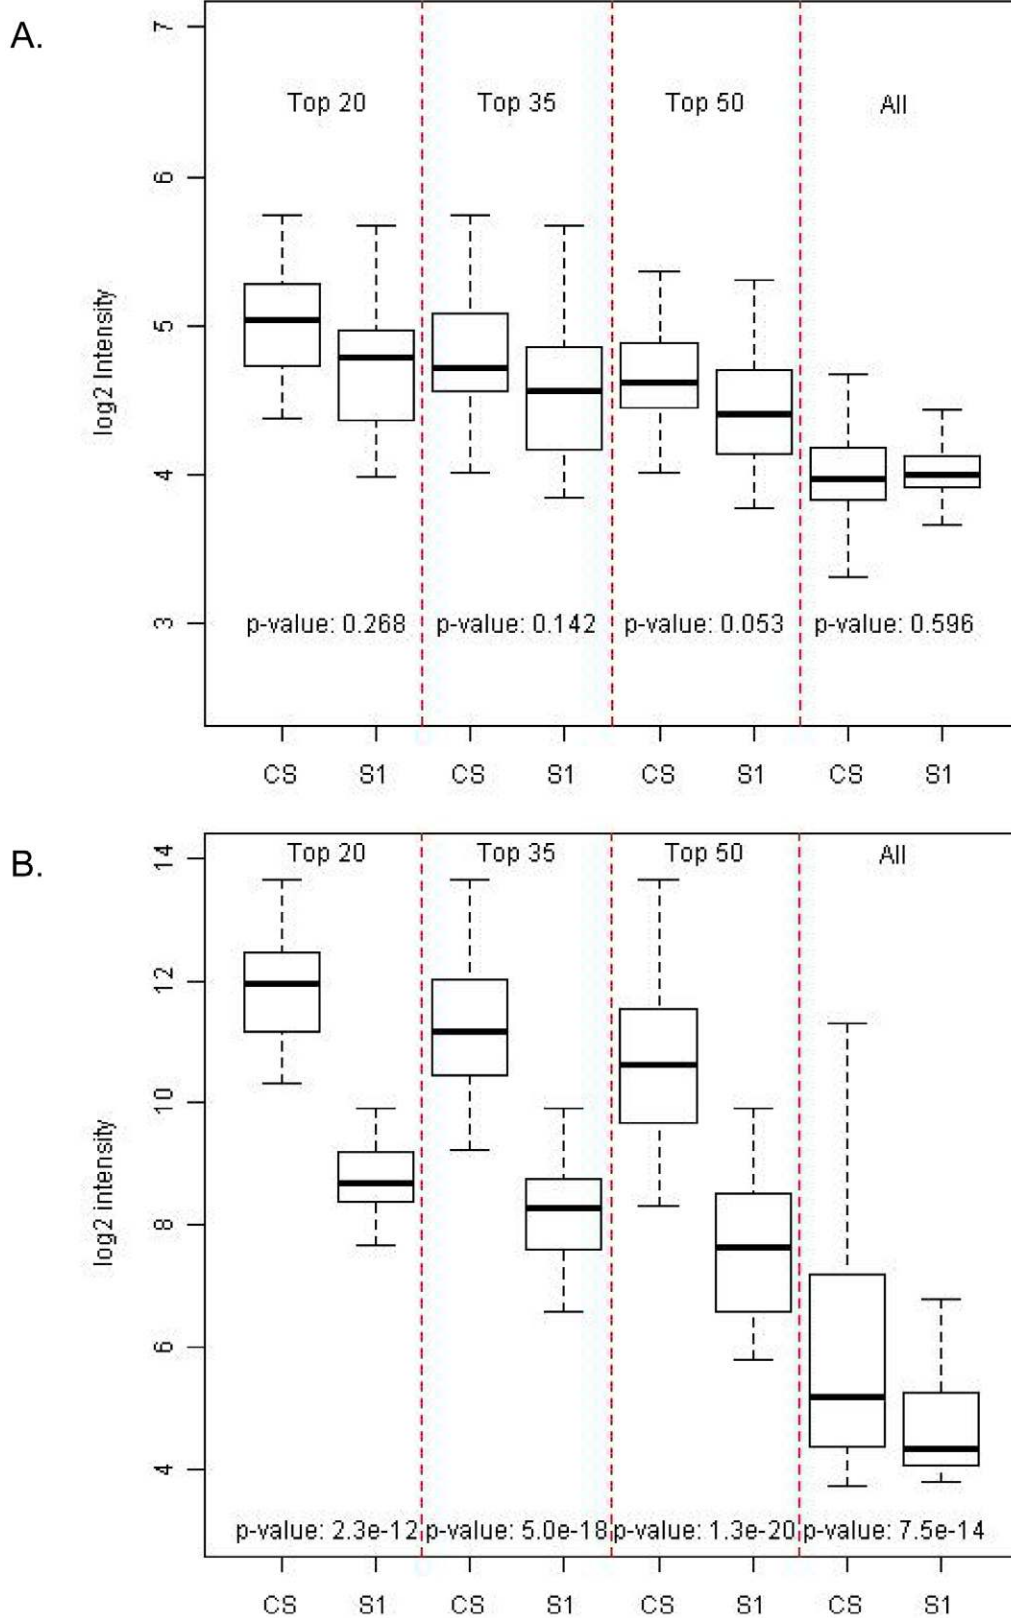 A.
7
Top 20 Top 35 Top 50 All
6
5
4
3
log2 Intensity
p-value: 0.268 p-value: 0.142 p-value: 0.053 p-value: 0.596
CS S1 CS S1 CS S1 CS S1
B.
Top 20 Top 35 Top 50 All
14
12
10
8
6
4
log2 intensity
p-value: 2.3e-12 p-value: 5.0e-18 p-value: 1.3e-20 p-value: 7.5e-14
CS S1 CS S1 CS S1 CS S1